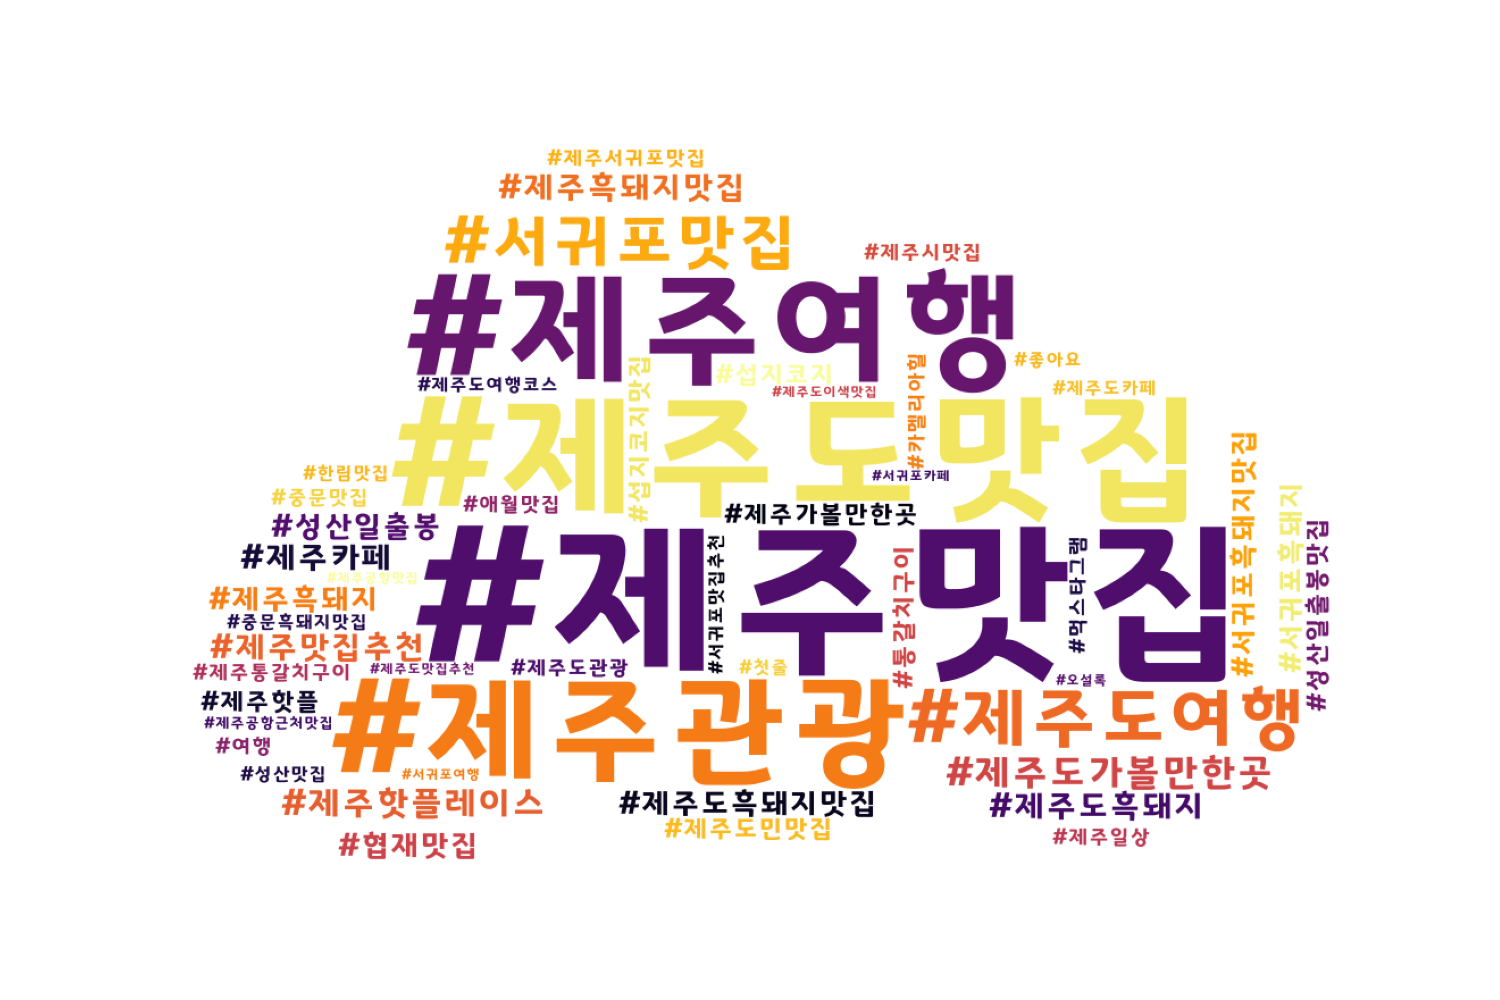 #제주서귀포맛집
#제주흑돼지맛집
#서귀포맛집
#제주시맛집
#제주여행
#좋아요
#섭지코지
#카멜리아힐
#제주도여행코스
#제주도이색맛집
#제주도카페
#섭지코지맛집
#제주도맛집
#한림맛집
#서귀포카페
#중문맛집
#애월맛집
#제주가볼만한곳
#성산일출봉
#제주카페
#제주공항맛집
#제주맛집
#서귀포맛집추천
#통갈치구이
#먹스타그램
#서귀포흑돼지맛집
#서귀포흑돼지
#성산일출봉맛집
#제주흑돼지
#중문흑돼지맛집
#제주맛집추천
#제주통갈치구이
#제주도맛집추천
#제주도관광
#첫줄
#오설록
#제주핫플
#제주공항근처맛집
#제주관광
#제주도여행
#여행
#성산맛집
#서귀포여행
#제주도가볼만한곳
#제주핫플레이스
#제주도흑돼지맛집
#제주도흑돼지
#제주도민맛집
#제주일상
#협재맛집